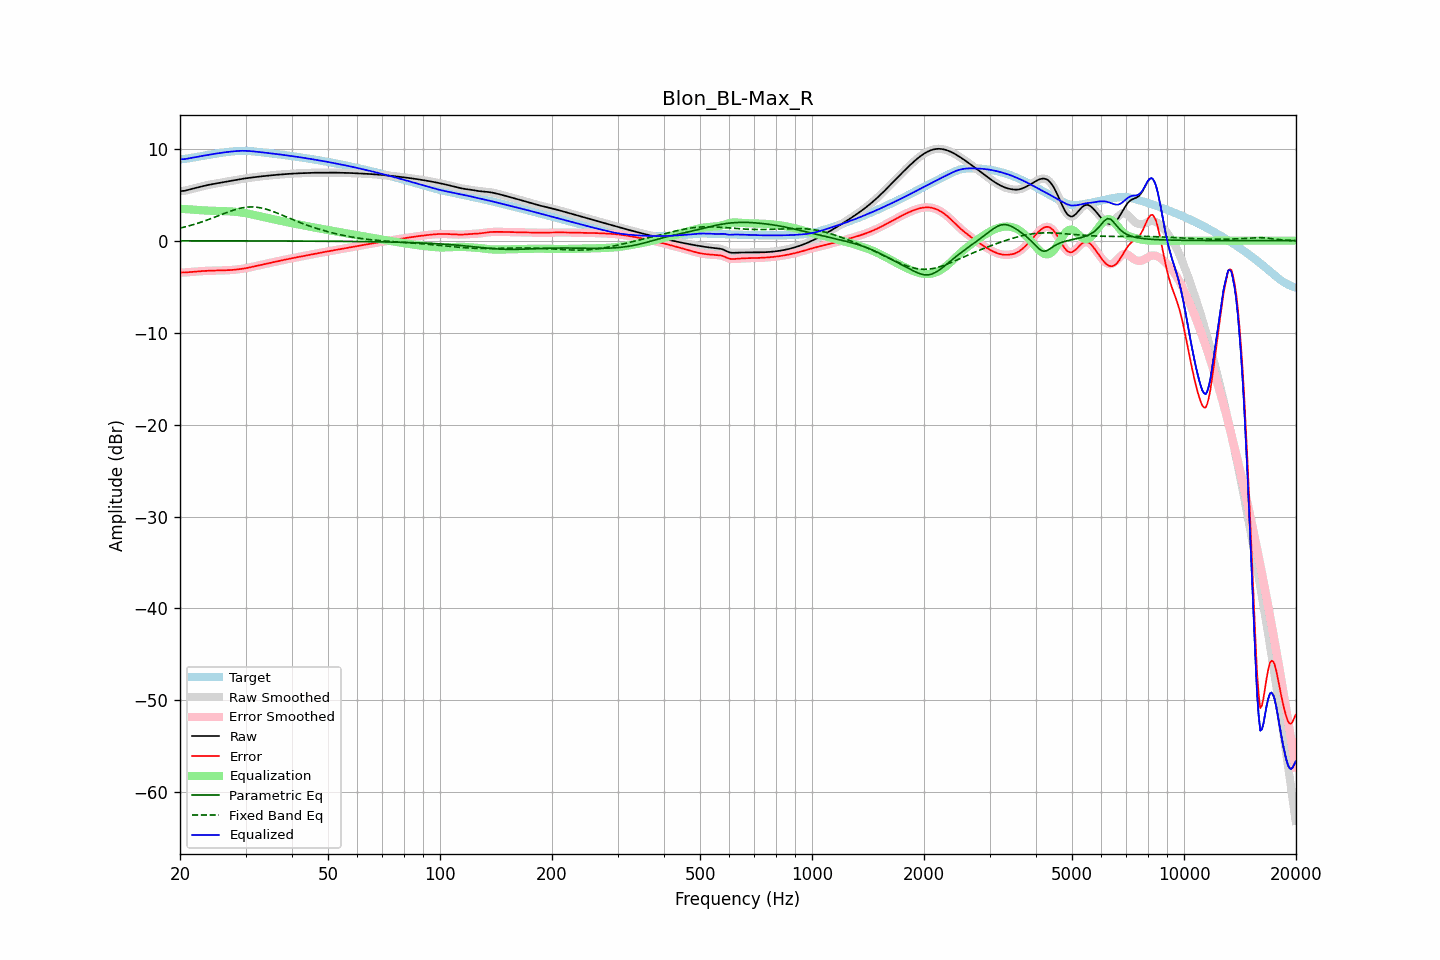 Blon_BL-Max_R
Amplitude (dBr)
10
0
−10
−20
−30
−40
−50
−60
Target
Raw Smoothed
Error Smoothed
Raw
Error
Equalization
Parametric Eq
Fixed Band Eq
Equalized
20 50 100 200 500 1000 2000 5000 10000 20000
Frequency (Hz)